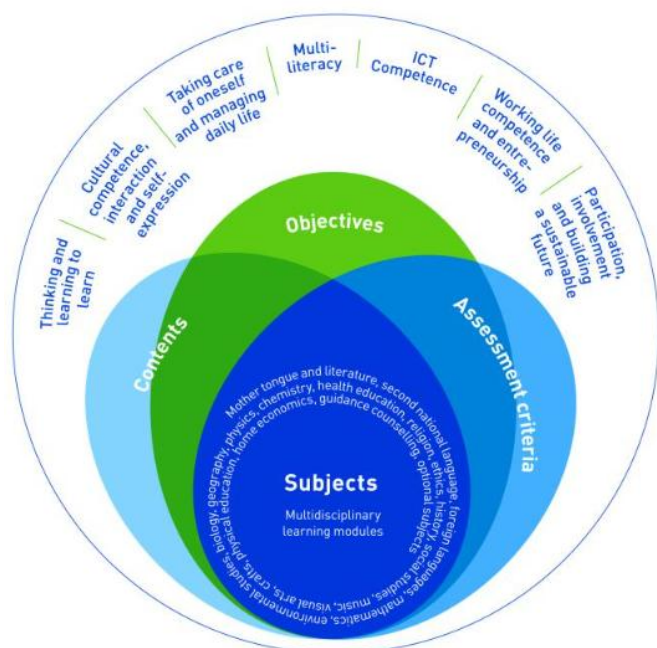 Thinking and
learning to
learn
Cultural
competence,
interaction
and self-
expression
Taking care
of oneself
and managing
daily life
Multi-
literacy
ICT
Competence
Working life
competence
and entre-
preneurship
Participation,
involvement
and building
a sustainable
future
Objectives
Contents
Assessment criteria
Mother tongue and literature, second national language, foreign languages, mathematics, environmental studies, biology, geography, physics, chemistry, health education, religion, ethics, history, social studies, music, visual arts, crafts, physical education, home economics, guidance counselling, optional subjects
Subjects
Multidisciplinary
learning modules